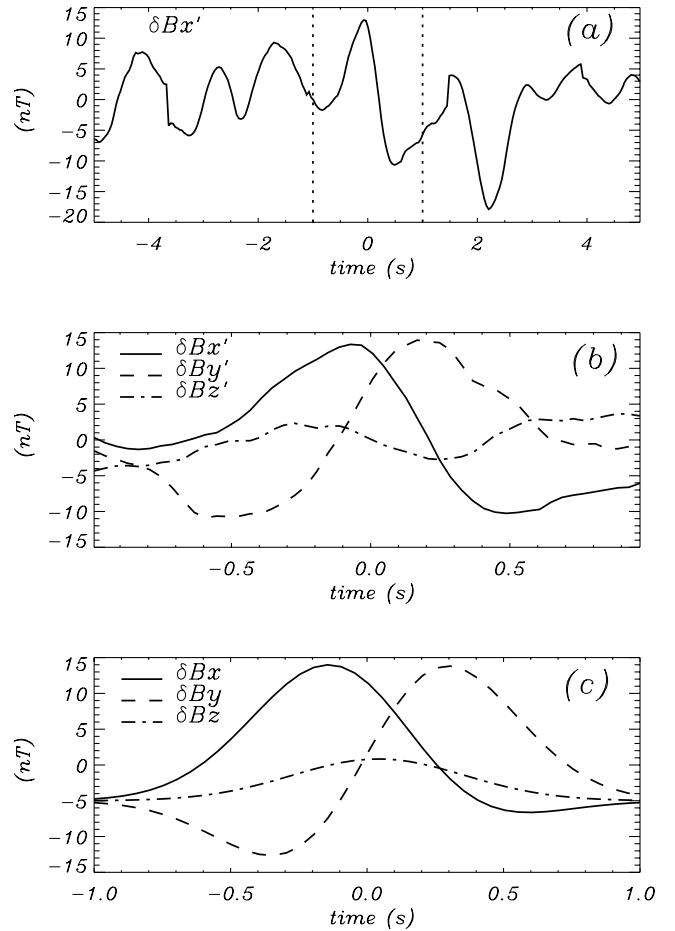 15
δBx′
(a)
10
5
0
(nT)
−5
−10
−15
−20
−4 −2 0 2 4
time (s)
15
δBx′
(b)
10
δBy′
δBz′
5
0
(nT)
−5
−10
−15
−0.5 0.0 0.5
time (s)
15
δBx
(c)
10
δBy
δBz
5
0
(nT)
−5
−10
−15
−1.0 −0.5 0.0 0.5 1.0
time (s)